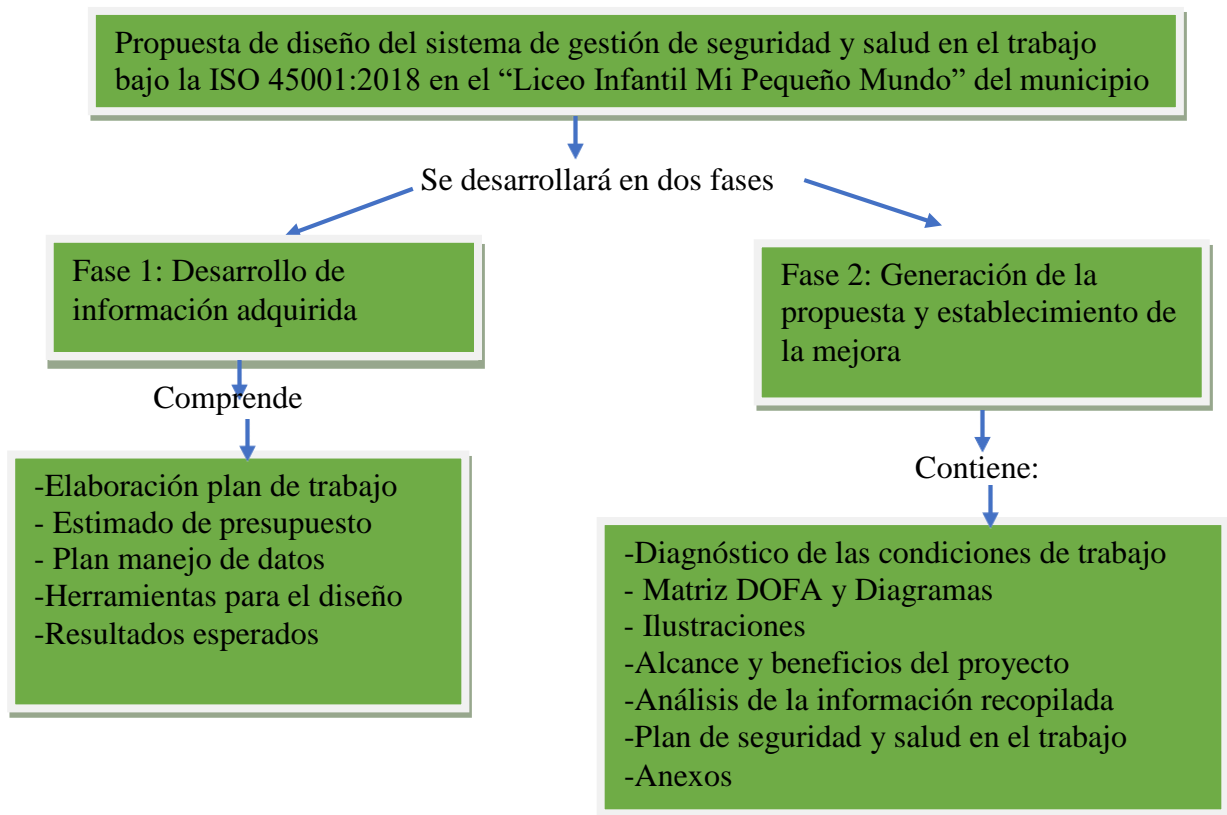 Propuesta de diseño del sistema de gestión de seguridad y salud en el trabajo
bajo la ISO 45001:2018 en el “Liceo Infantil Mi Pequeño Mundo” del municipio
Se desarrollará en dos fases
Fase 1: Desarrollo de
información adquirida
Comprende
-Elaboración plan de trabajo
- Estimado de presupuesto
- Plan manejo de datos
-Herramientas para el diseño
-Resultados esperados
Fase 2: Generación de la
propuesta y establecimiento de
la mejora
Contiene:
-Diagnóstico de las condiciones de trabajo
- Matriz DOFA y Diagramas
- Ilustraciones
-Alcance y beneficios del proyecto
-Análisis de la información recopilada
-Plan de seguridad y salud en el trabajo
-Anexos